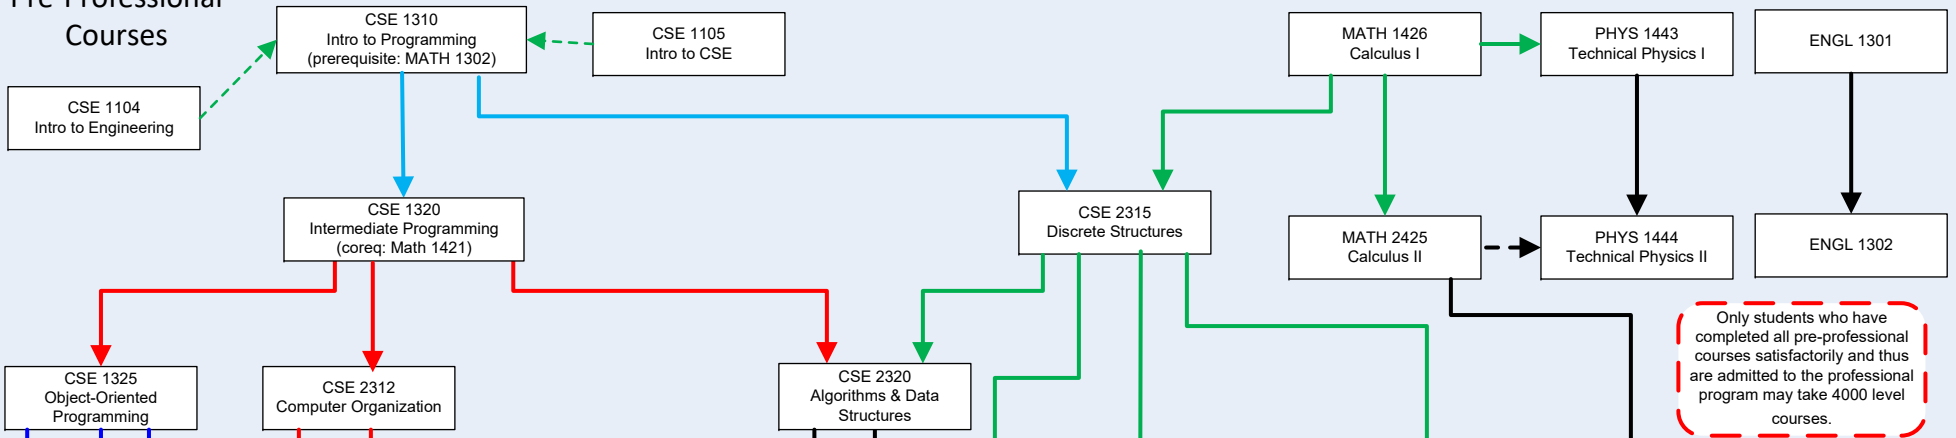 Pre-Professional
Courses
CSE 1310
Intro to Programming
(prerequisite: MATH 1302)
CSE 1105
Intro to CSE
MATH 1426
Calculus I
PHYS 1443
Technical Physics I
ENGL 1301
CSE 1104
Intro to Engineering
CSE 1320
Intermediate Programming
(coreq: Math 1421)
CSE 2315
Discrete Structures
MATH 2425
Calculus II
PHYS 1444
Technical Physics II
ENGL 1302
Only students who have
completed all pre-professional
courses satisfactorily and thus
are admitted to the professional
program may take 4000 level
courses.
CSE 1325
Object-Oriented
Programming
CSE 2312
Computer Organization
CSE 2320
Algorithms & Data
Structures